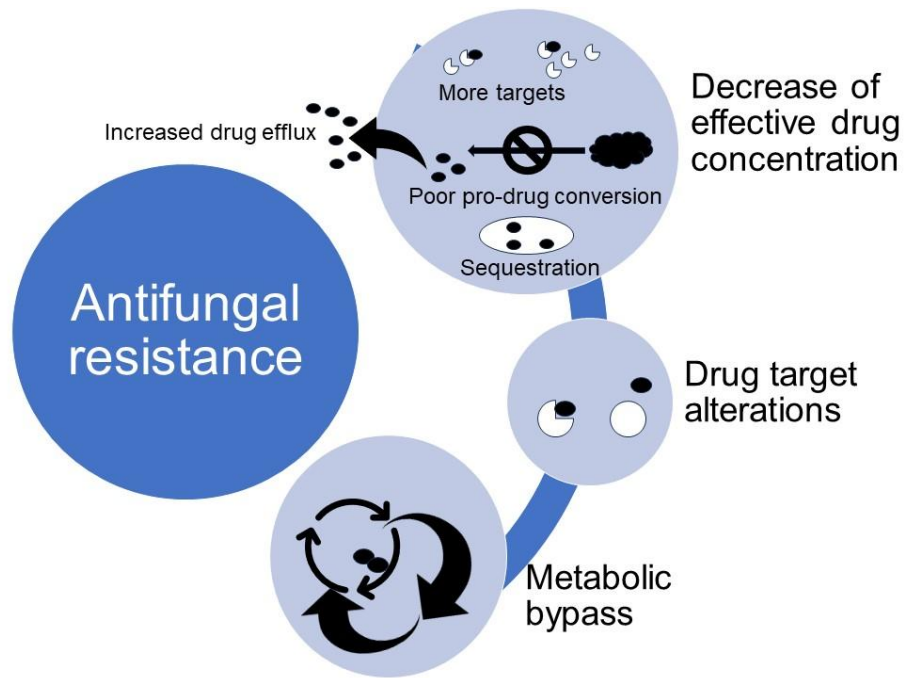 More targets
Increased drug efflux
Poor pro-drug conversion
Sequestration
Decrease of
effective drug
concentration
Antifungal
resistance
Drug target
alterations
Metabolic
bypass